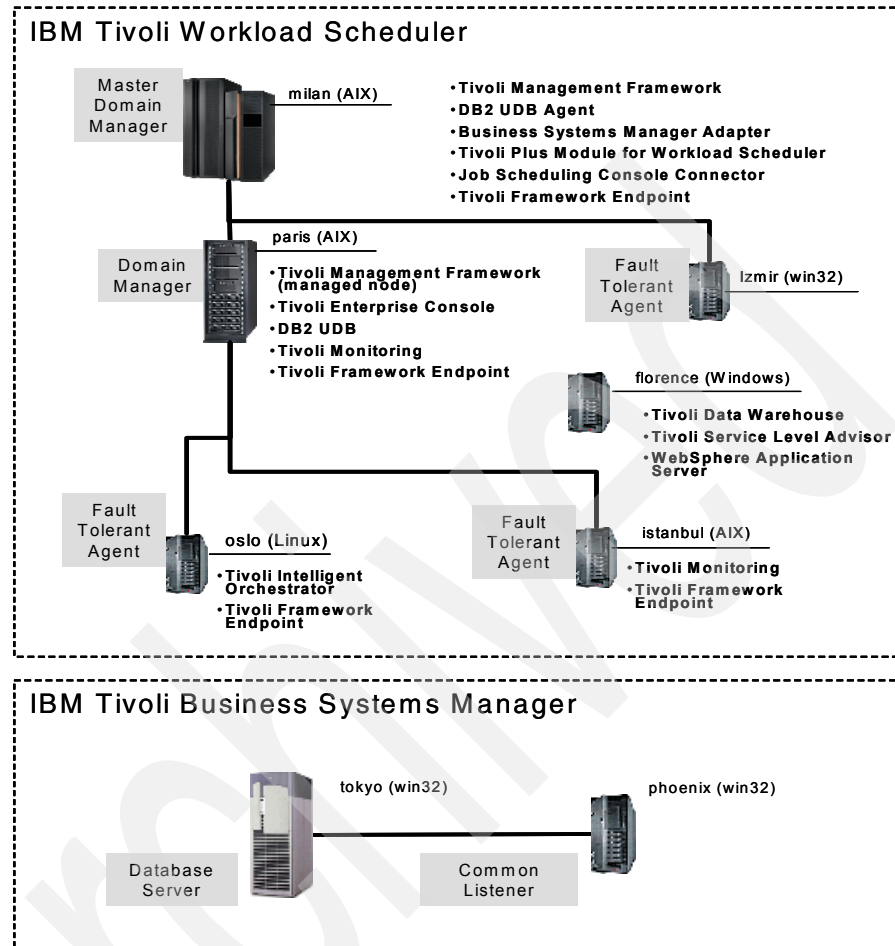 IBM Tivoli Workload Scheduler
Master
Domain
Manager
milan (AIX)
•Tivoli Management Framework
•DB2 UDB Agent
•Business Systems Manager Adapter
•Tivoli Plus Module for Workload Scheduler
•Job Scheduling Console Connector
•Tivoli Framework Endpoint
Domain
Manager
paris (AIX)
•Tivoli Management Framework
(managed node)
•Tivoli Enterprise Console
•DB2 UDB
•Tivoli Monitoring
•Tivoli Framework Endpoint
Fault
Tolerant
Agent
Izmir (win32)
florence (Windows)
•Tivoli Data Warehouse
•Tivoli Service Level Advisor
•WebSphere Application
Server
Fault
Tolerant
Agent
oslo (Linux)
•Tivoli Intelligent
Orchestrator
•Tivoli Framework
Endpoint
Fault
Tolerant
Agent
istanbul (AIX)
•Tivoli Monitoring
•Tivoli Framework
Endpoint
IBM Tivoli Business Systems Manager
tokyo (win32)
phoenix (win32)
Database
Server
Common
Listener